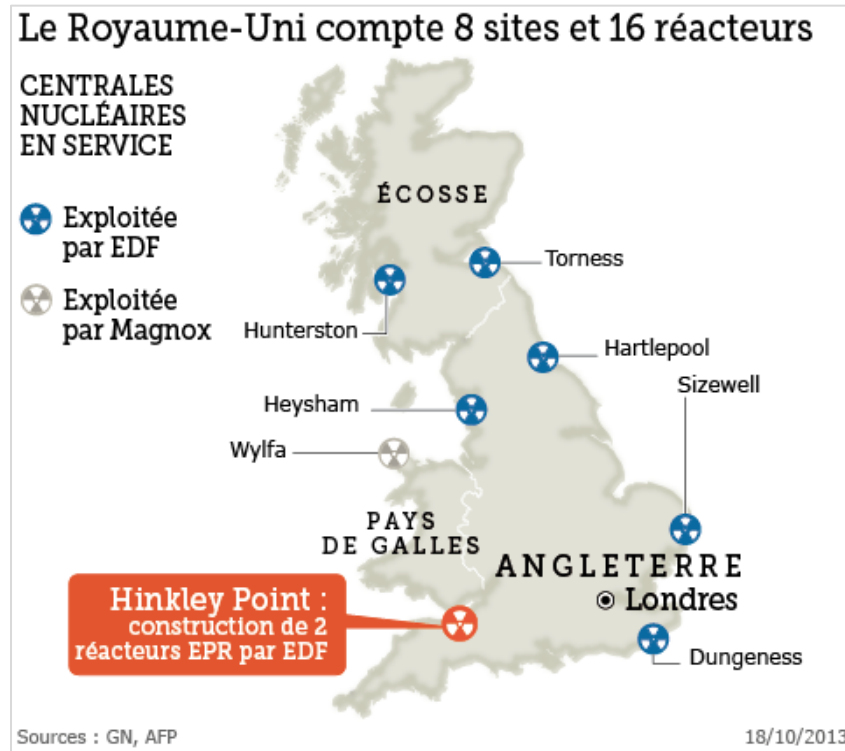 Le Royaume-Uni compte 8 sites et 16 réacteurs
CENTRALES
NUCLÉAIRES
EN SERVICE
Exploitée
par EDF
Exploitée
par Magnox
ÉCOSSE
Torness
Hunterston
Hartlepool
Sizewell
Heysham
Wylfa
PAYS
DE GALLES
ANGLETERRE
Londres
Hinkley Point :
construction de 2
réacteurs EPR par EDF
Dungeness
Sources : GN, AFP
18/10/2013